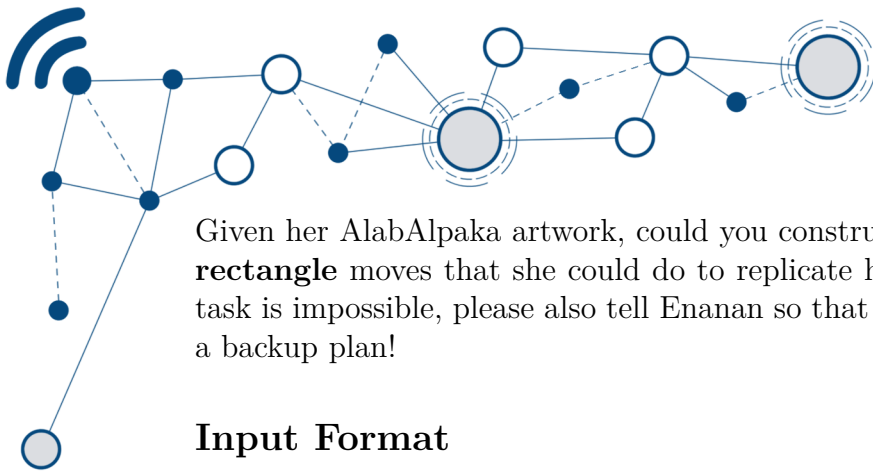 Given her AlabAlpaka artwork, could you constru
rectangle moves that she could do to replicate h
task is impossible, please also tell Enanan so that
a backup plan!
Input Format